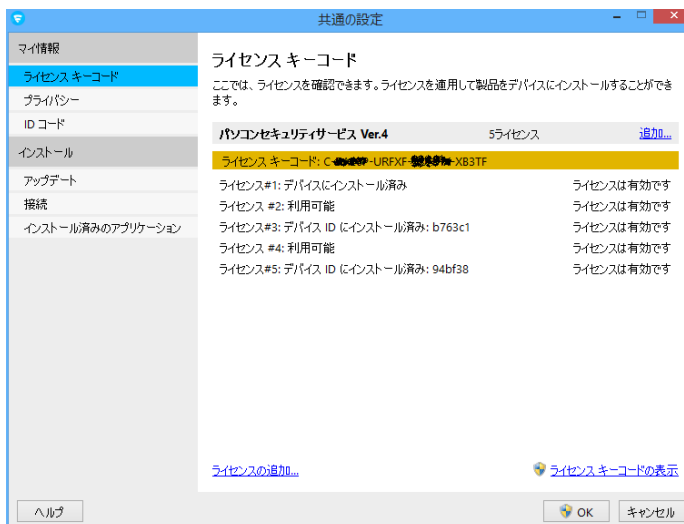 共通の設定
マイ情報
ライセンス キーコード
プライバシー
ID コード
インストール
アップデート
接続
インストール済みのアプリケーション
ライセンス キーコード
ここでは、ライセンスを確認できます。ライセンスを適用して製品をデバイスにインストールすることができ
ます。
パソコンセキュリティサービス Ver.4 5ライセンス 追加...
ライセンス キーコード: C -URFXF- -XB3TF
ライセンス#1: デバイスにインストール済み ライセンスは有効です
ライセンス #2: 利用可能 ライセンスは有効です
ライセンス#3: デバイス ID にインストール済み: b763c1 ライセンスは有効です
ライセンス #4: 利用可能 ライセンスは有効です
ライセンス#5: デバイス ID にインストール済み: 94bf38 ライセンスは有効です
ライセンスの追加... ライセンス キーコードの表示
ヘルプ OK キャンセル